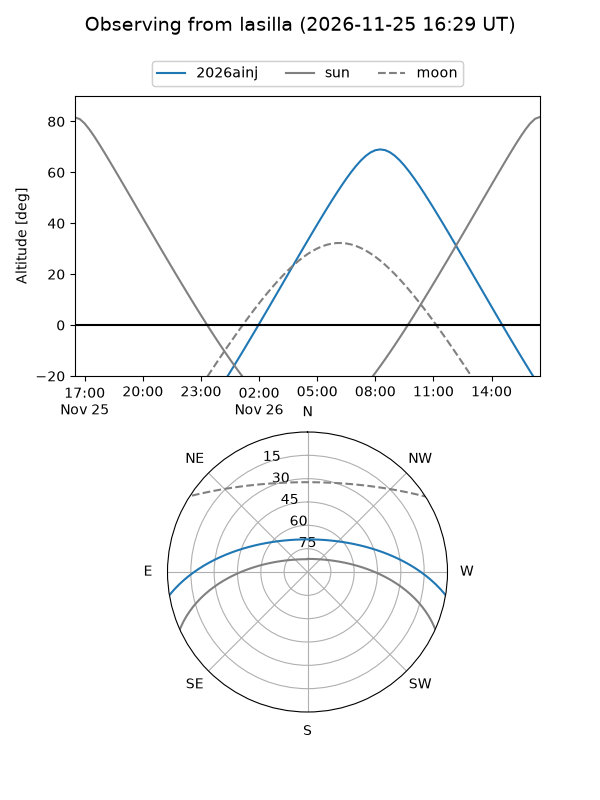 Observing from lasilla (2026-11-25 16:29 UT)
2026ainj sun moon
Altitude [deg]
80
60
40
20
0
−20
17:00 20:00 23:00 02:00 05:00 08:00 11:00 14:00
Nov 25 Nov 26
N
NE NW
15
30
45
60
75
E W
SE SW
S